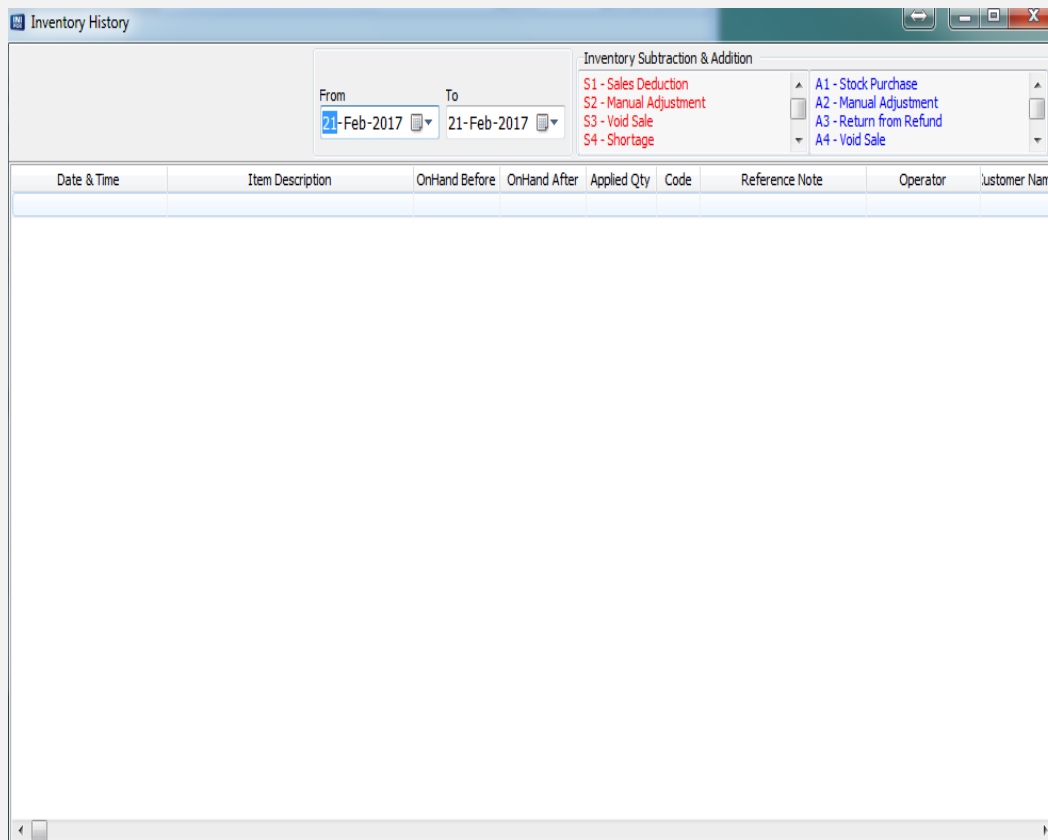 Inventory History
Inventory Subtraction & Addition
From To
21-Feb-2017 21-Feb-2017
S1 - Sales Deduction
S2 - Manual Adjustment
S3 - Void Sale
S4 - Shortage
A1 - Stock Purchase
A2 - Manual Adjustment
A3 - Return from Refund
A4 - Void Sale
Date & Time Item Description OnHand Before OnHand After Applied Qty Code Reference Note Operator